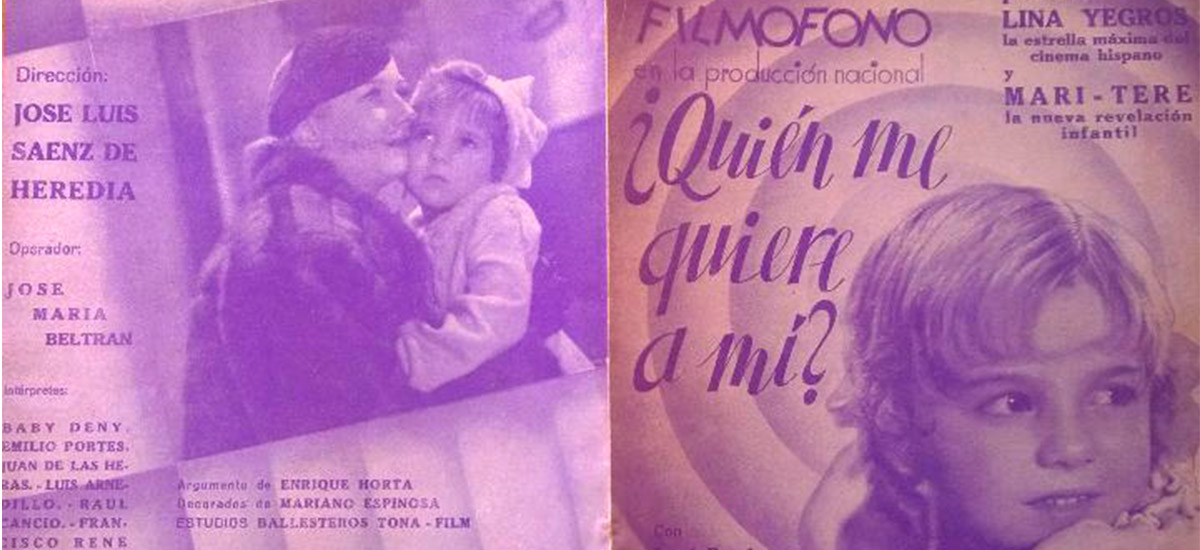 Dirección:
JOSE LUIS
SAENZ DE
HEREDIA
Operador:
JOSE
MARIA
BELTRAN
Intérpretes:
BABY DENY.
EMILIO PORTES.
JUAN DE LAS HE-
RAS. - LUIS ARNE-
DILLO. - RAUL
CANCIO. - FRAN-
CISCO RENE
Argumento de ENRIQUE HORTA
Decorados de MARIANO ESPINOSA
ESTUDIOS BALLESTEROS TONA - FILM
FILMOFONO
en la producción nacional
LINA YEGROS
la estrella máxima del
cinema hispano
y
MARI - TERE
la nueva revelación
infantil
¿Quién me
quiere
a mí?
Con